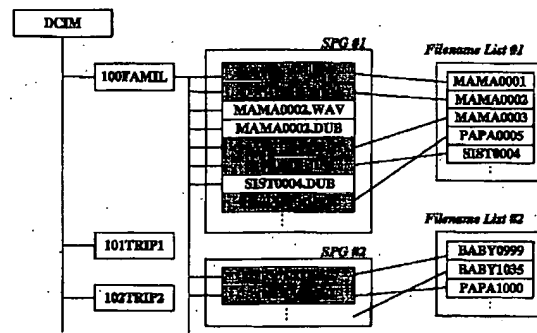 DCIM
SPG #1
Filename List #1
100FAMIL
MAMA0001
MAMA0002
MAMA0002.WAV
MAMA0003
MAMA0002.DUB
PAPA0005
SIST0004
SIST0004.DUB
Filename List #2
101TRIP1
SPG #2
BABY0999
BABY1035
102TRIP2
PAPA1000